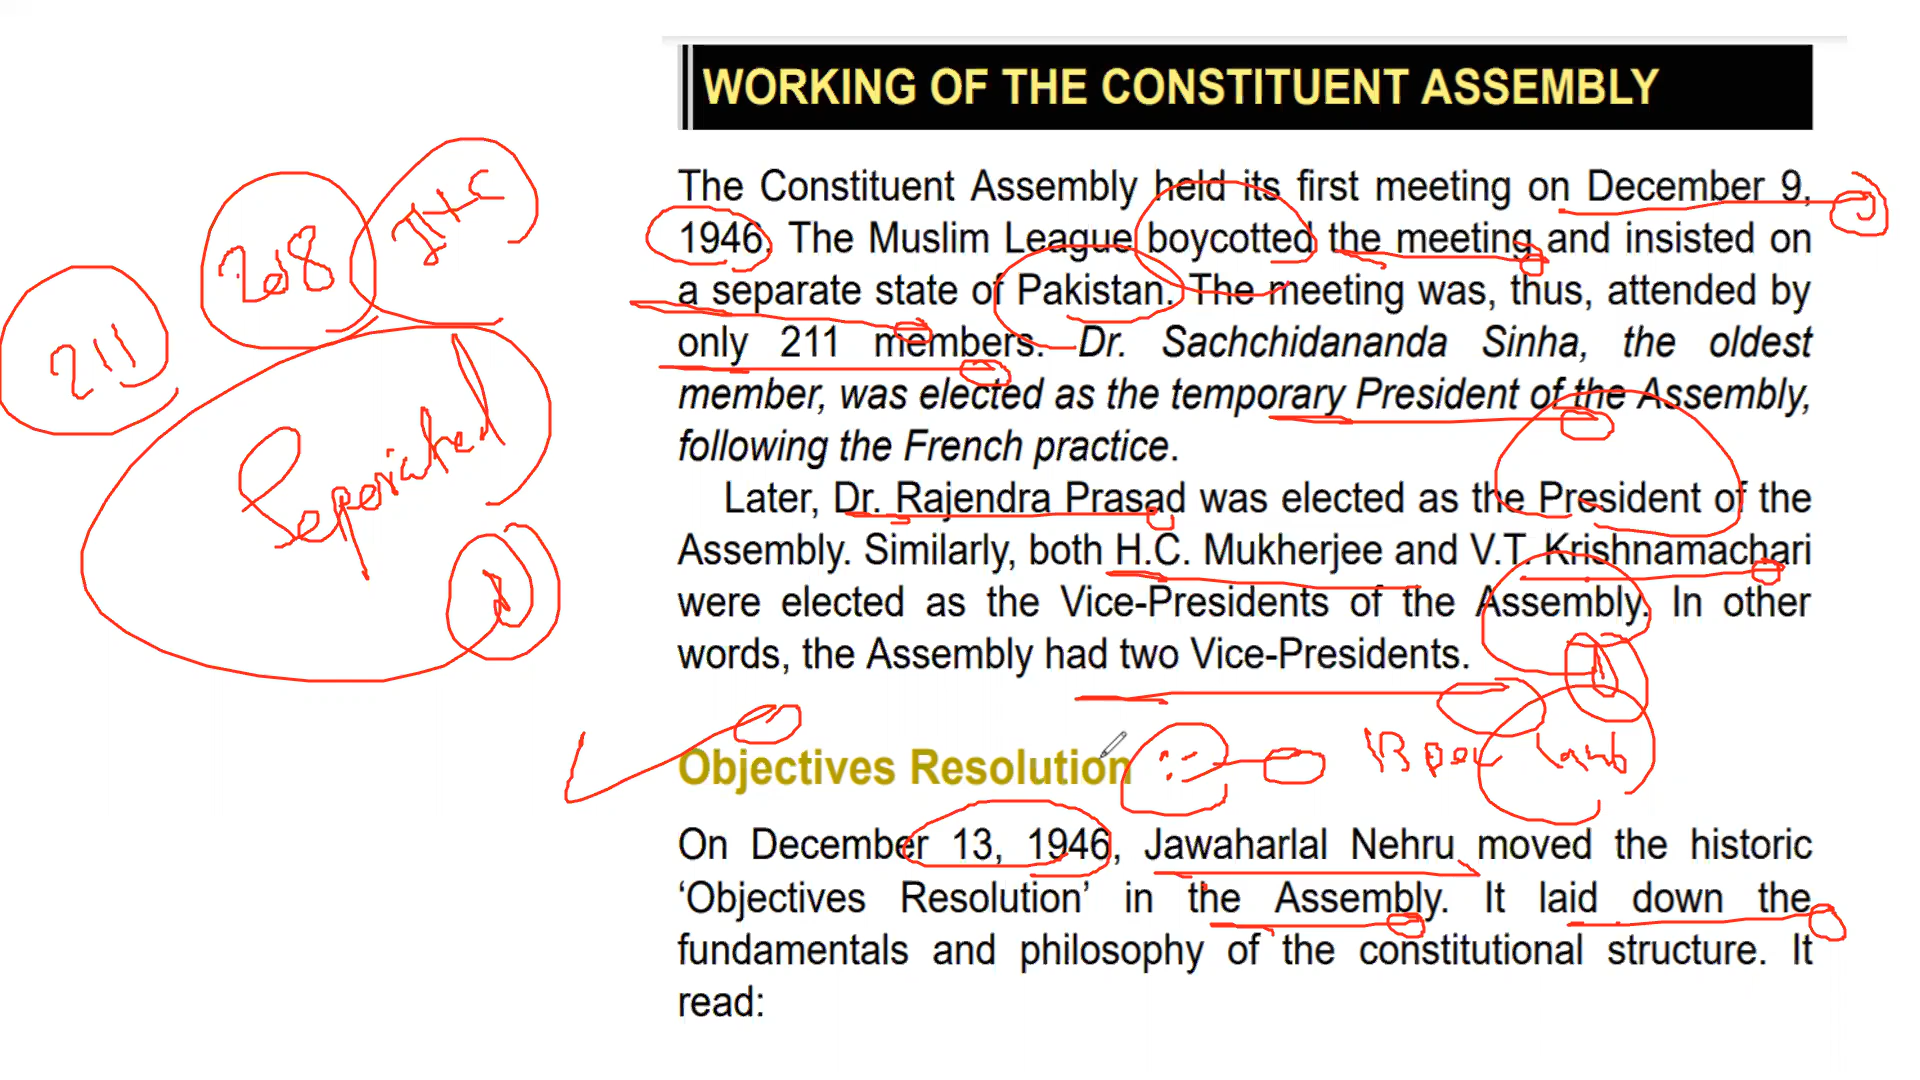 WORKING OF THE CONSTITUENT ASSEMBLY
The Constituent Assembly held its first meeting on December 9,
1946. The Muslim League boycotted the meeting and insisted on
a separate state of Pakistan. The meeting was, thus, attended by
only 211 members. Dr. Sachchidananda Sinha, the oldest
member, was elected as the temporary President of the Assembly,
following the French practice.
Later, Dr. Rajendra Prasad was elected as the President of the
Assembly. Similarly, both H.C. Mukherjee and V.T. Krishnamachari
were elected as the Vice-Presidents of the Assembly. In other
words, the Assembly had two Vice-Presidents.
Objectives Resolution
On December 13, 1946, Jawaharlal Nehru moved the historic
‘Objectives Resolution’ in the Assembly. It laid down the
fundamentals and philosophy of the constitutional structure. It
read:
208
211